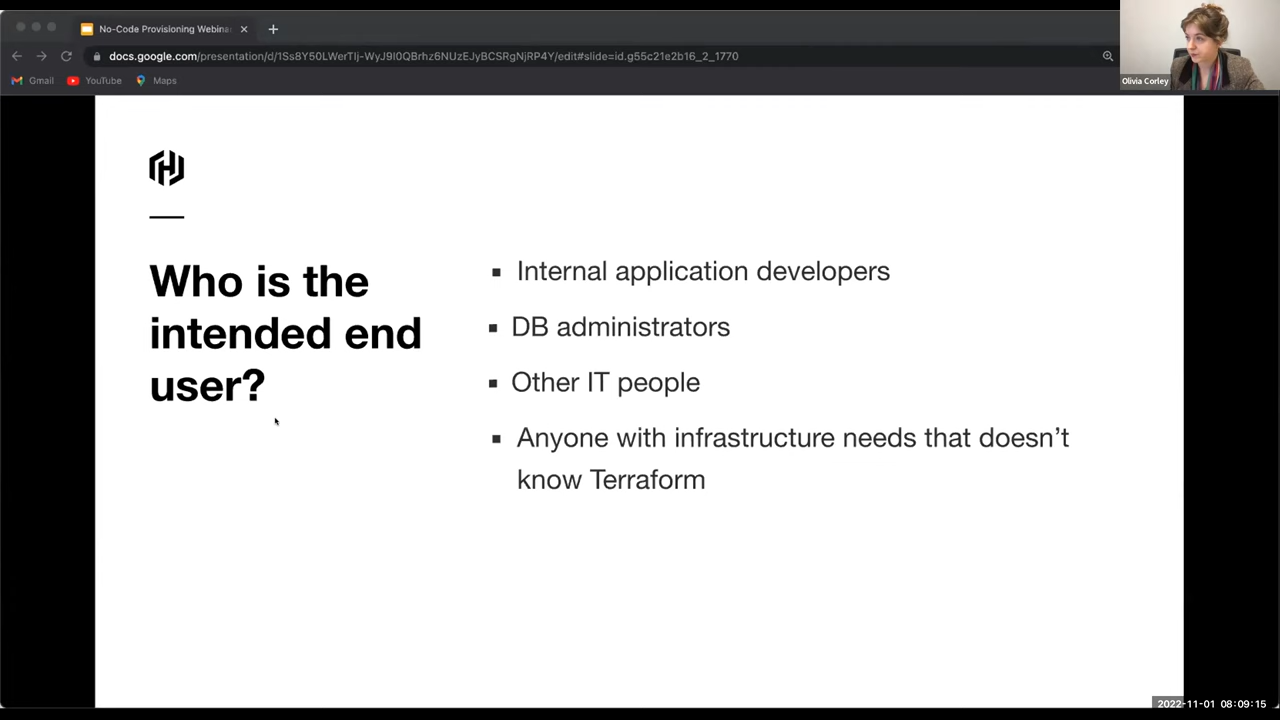 No-Code Provisioning Webina
docs.google.com/presentation/d/1Ss8Y50LWerTIj-WyJ9I0QBrhz6NUzEJyBCSRgNjRP4Y/edit#slide=id.g55c21e2b16_2_1770
Gmail
YouTube
Maps
Olivia Corley
Who is the
intended end
user?
Internal application developers
DB administrators
Other IT people
Anyone with infrastructure needs that doesn’t
know Terraform
2022-11-01 08:09:15